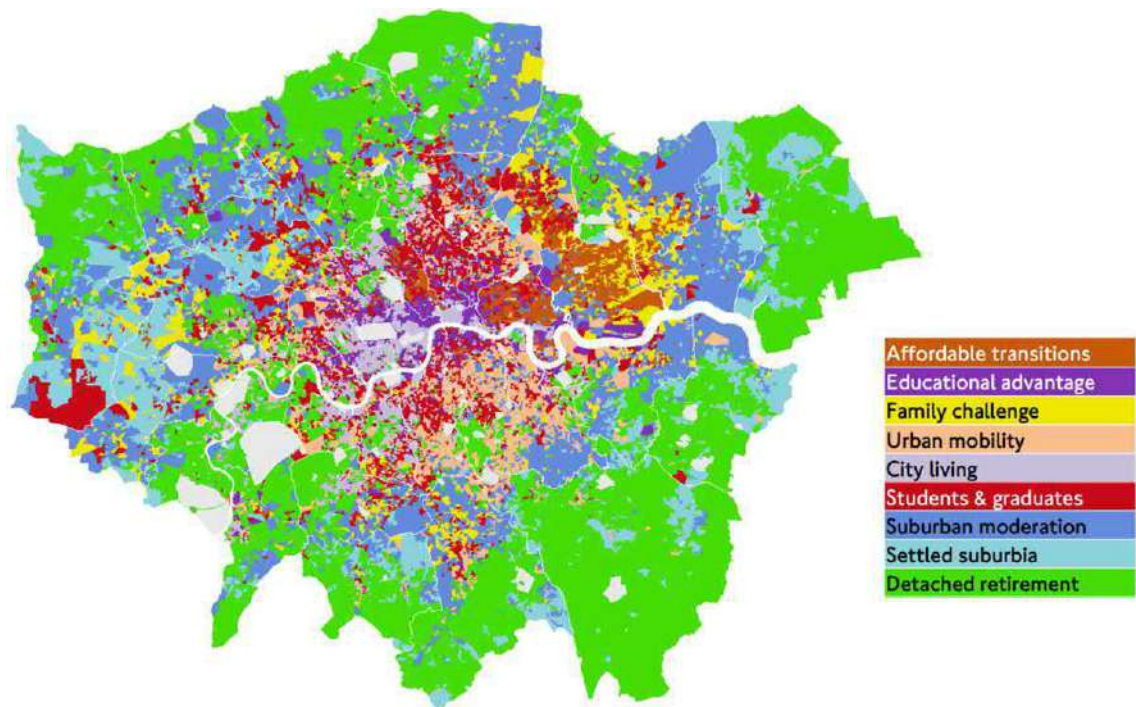 Affordable transitions
Educational advantage
Family challenge
Urban mobility
City living
Students & graduates
Suburban moderation
Settled suburbia
Detached retirement